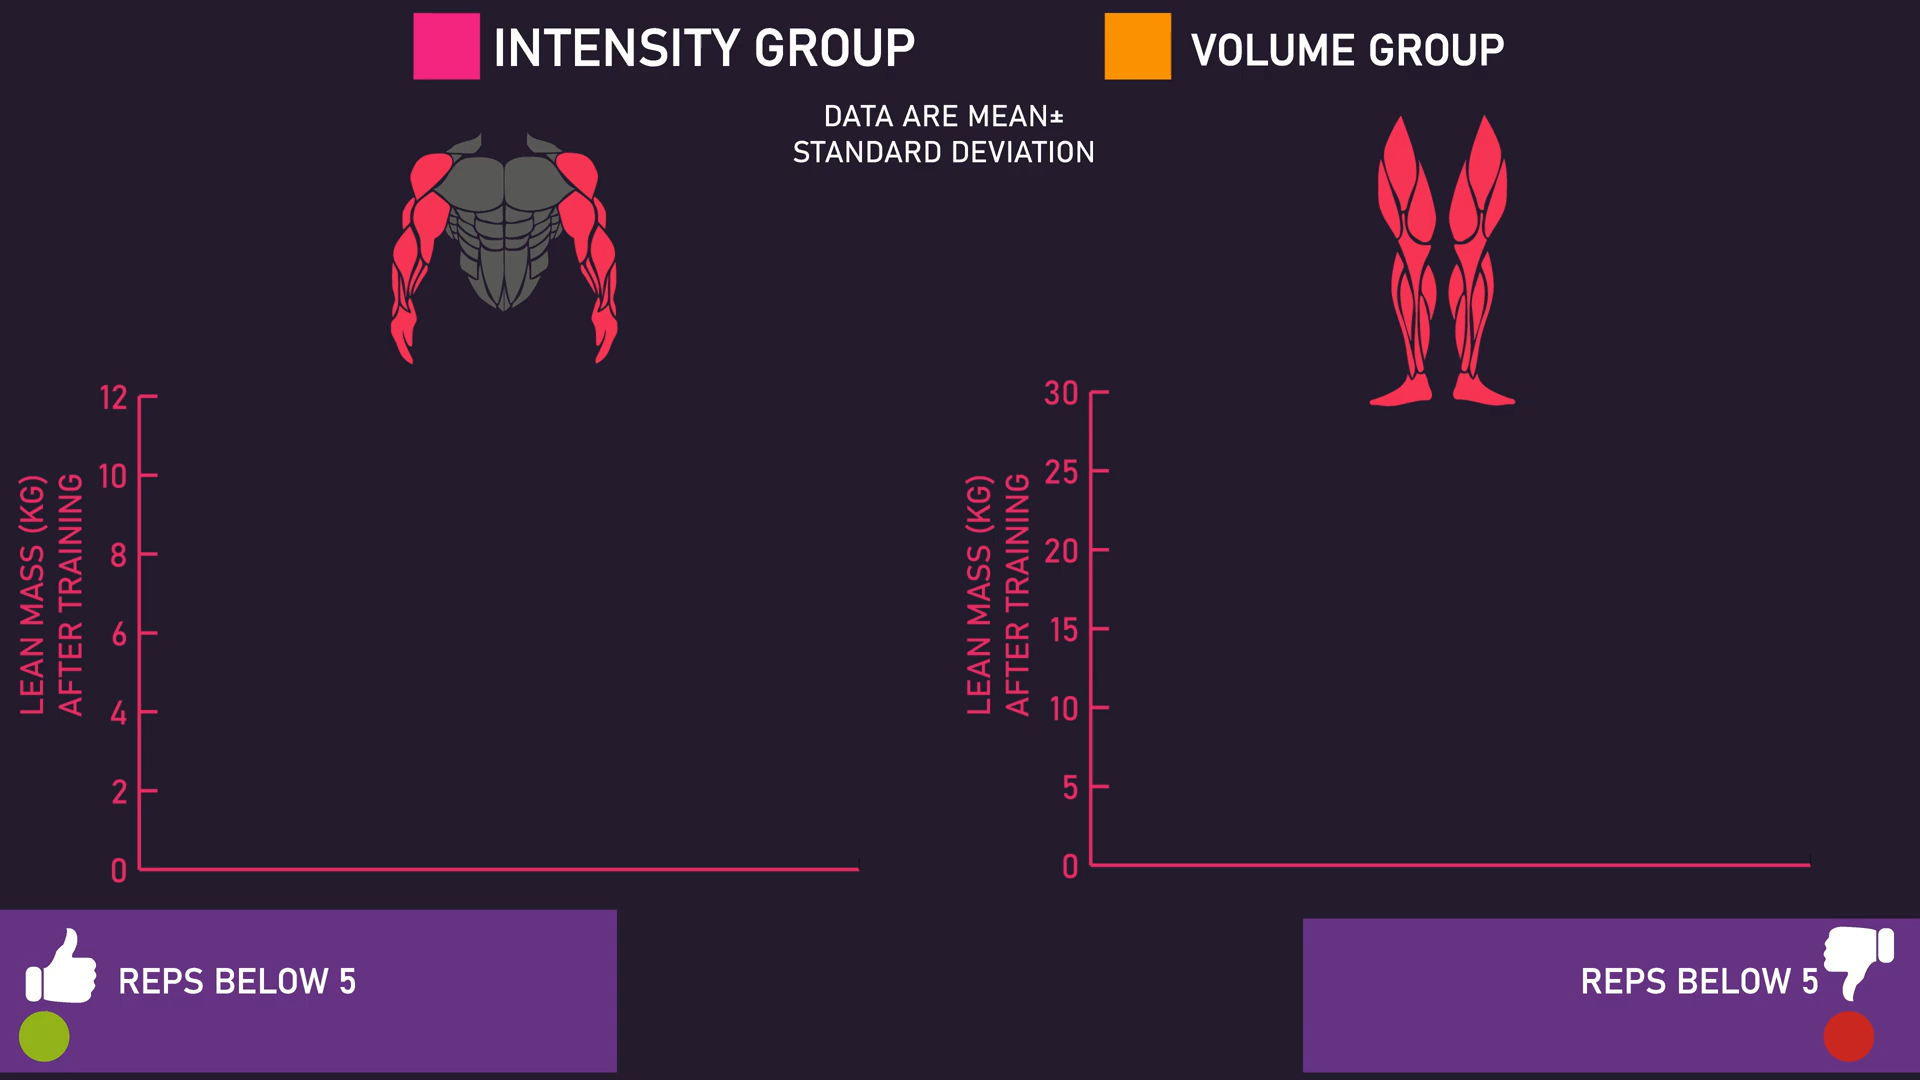 INTENSITY GROUP
VOLUME GROUP
DATA ARE MEAN±
STANDARD DEVIATION
LEAN MASS (KG)
AFTER TRAINING
12
10
8
6
4
2
0
LEAN MASS (KG)
AFTER TRAINING
30
25
20
15
10
5
0
REPS BELOW 5
REPS BELOW 5